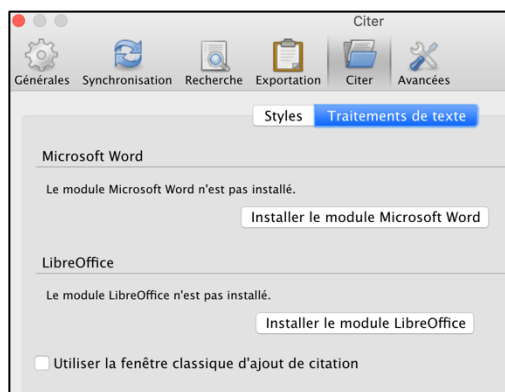 Citer
Générales Synchronisation Recherche Exportation Citer Avancées
Styles Traitements de texte
Microsoft Word
Le module Microsoft Word n'est pas installé.
Installer le module Microsoft Word
LibreOffice
Le module LibreOffice n'est pas installé.
Installer le module LibreOffice
Utiliser la fenêtre classique d'ajout de citation